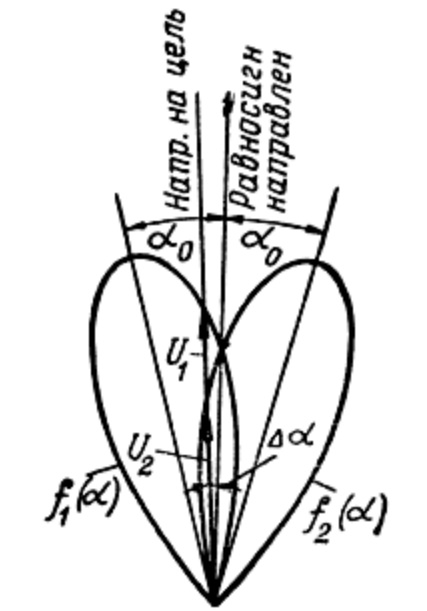 Напр. на цель
Равносигн
направлен
α₀
α₀
U₁
U₂
Δα
f₁(α)
f₂(α)